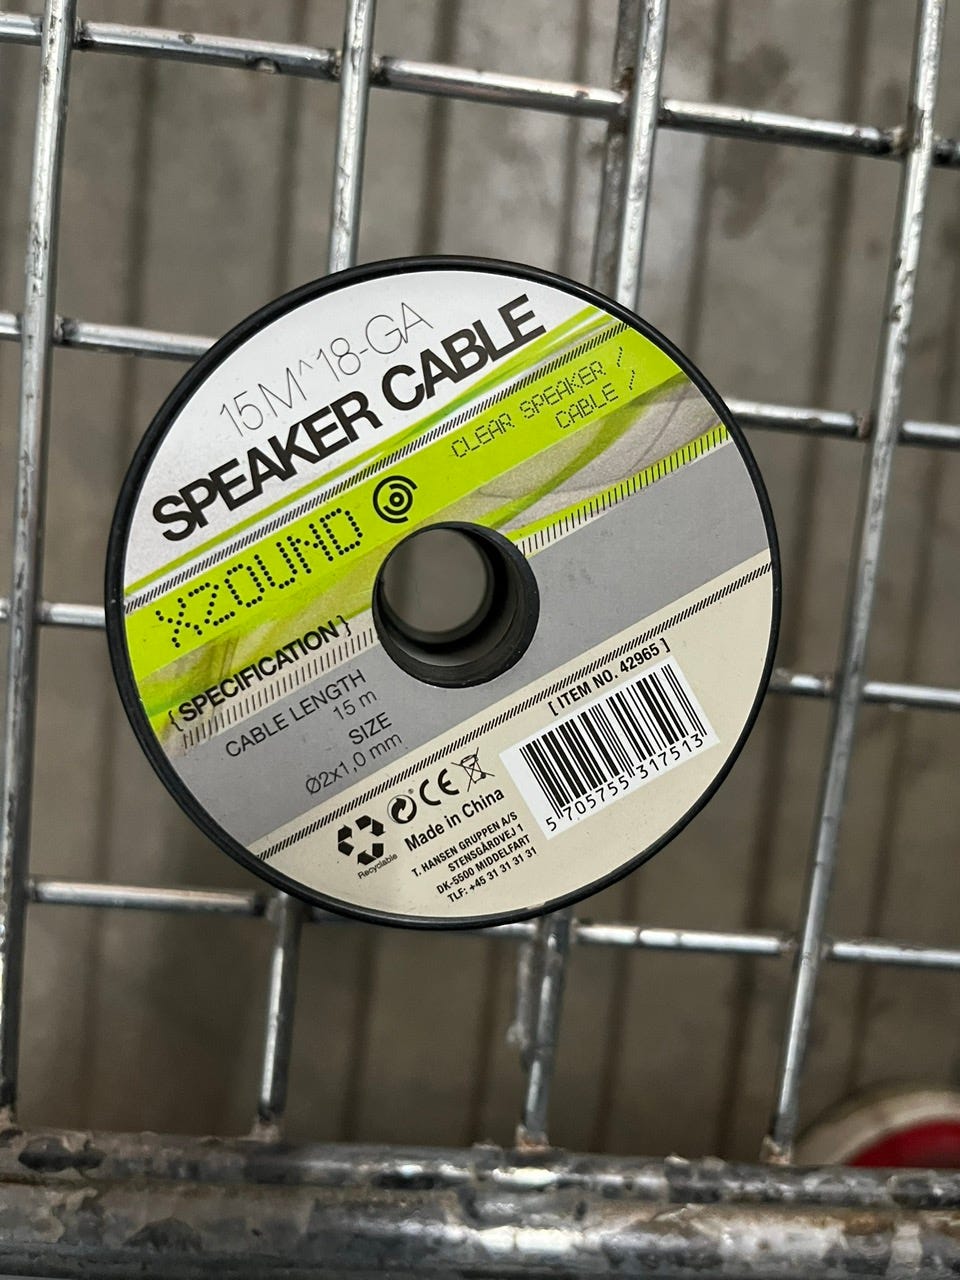 15M^18-GA
SPEAKER CABLE
CLEAR SPEAKER /
CABLE /
XZOUND
{ SPECIFICATION }
CABLE LENGTH
15 m
SIZE
Ø2x1,0 mm
[ ITEM NO. 42965 ]
5 705755 317513
CE
Recyclable
Made in China
T. HANSEN GRUPPEN A/S
STENSGÅRDVEJ 1
DK-5500 MIDDELFART
TLF: +45 31 31 31 31